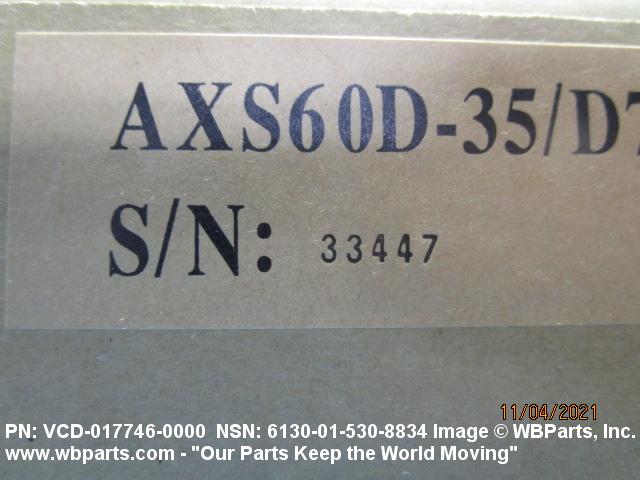 AXS60D-35/D7
S/N: 33447
11/04/2021
PN: VCD-017746-0000 NSN: 6130-01-530-8834 Image © WBParts, Inc.
www.wbparts.com - "Our Parts Keep the World Moving"